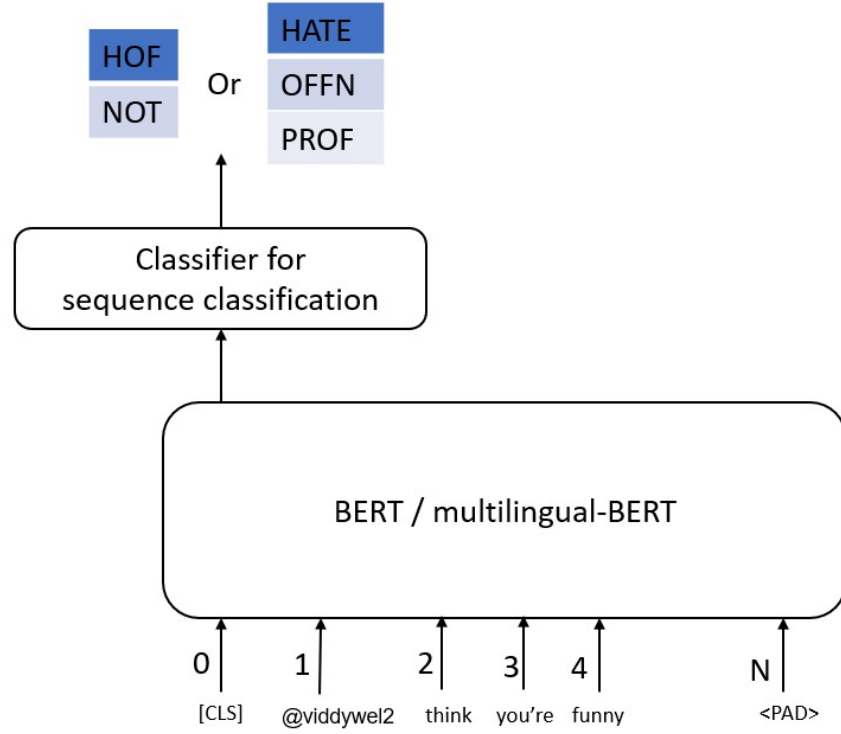 HOF
NOT
Or
HATE
OFFN
PROF
Classifier for
sequence classification
BERT / multilingual-BERT
0 1 2 3 4 N
[CLS] @viddywel2 think you're funny <PAD>